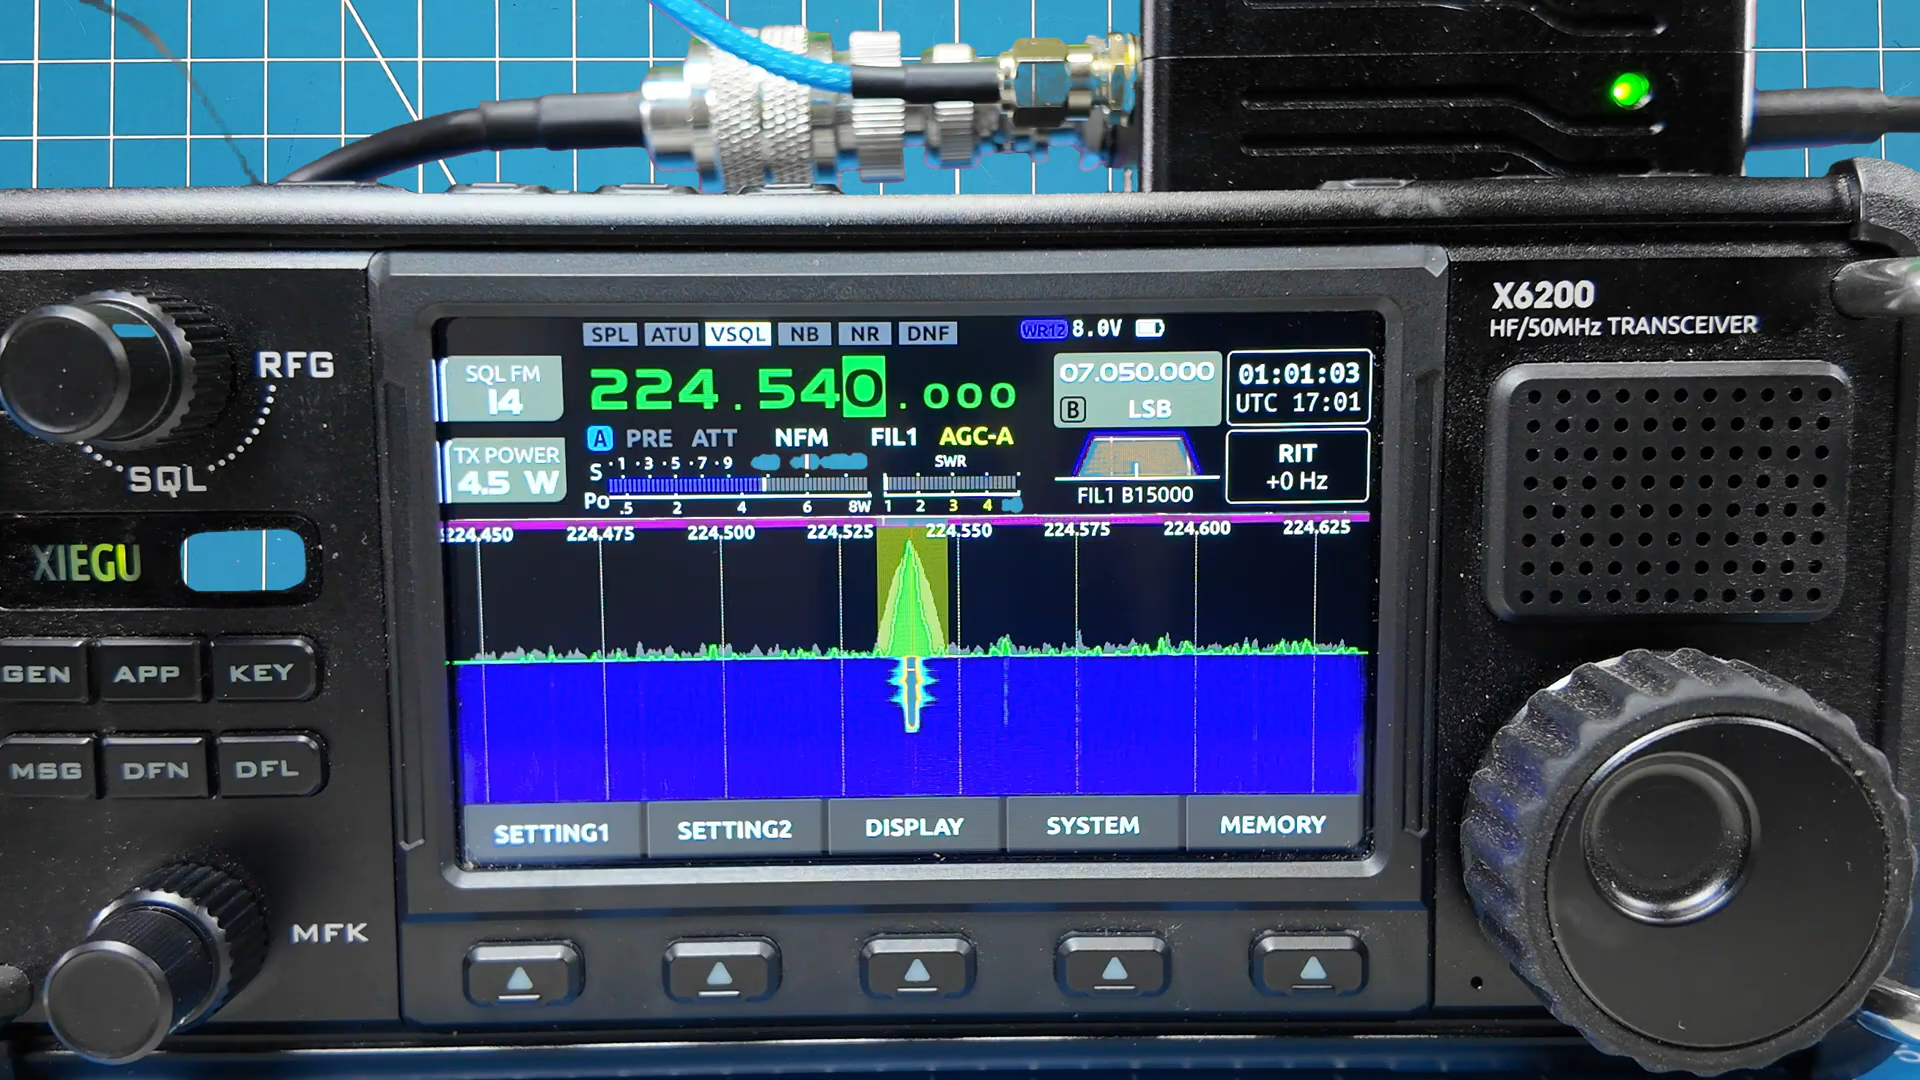 X6200
HF/50MHz TRANSCEIVER
RFG
SQL
XIEGU
GEN APP KEY
MSG DFN DFL
MFK
SPL ATU VSQL NB NR DNF
WR12 8.0V
SQL FM
14
224.540.000
07.050.000
B LSB
01:01:03
UTC 17:01
A PRE ATT NFM FIL1 AGC-A
TX POWER
4.5 W
S ·1 ·3 ·5 ·7 ·9
SWR
Po .5 2 4 6 8W 1 2 3 4
FIL1 B15000
RIT
+0 Hz
224.450 224.475 224.500 224.525 224.550 224.575 224.600 224.625
SETTING1 SETTING2 DISPLAY SYSTEM MEMORY